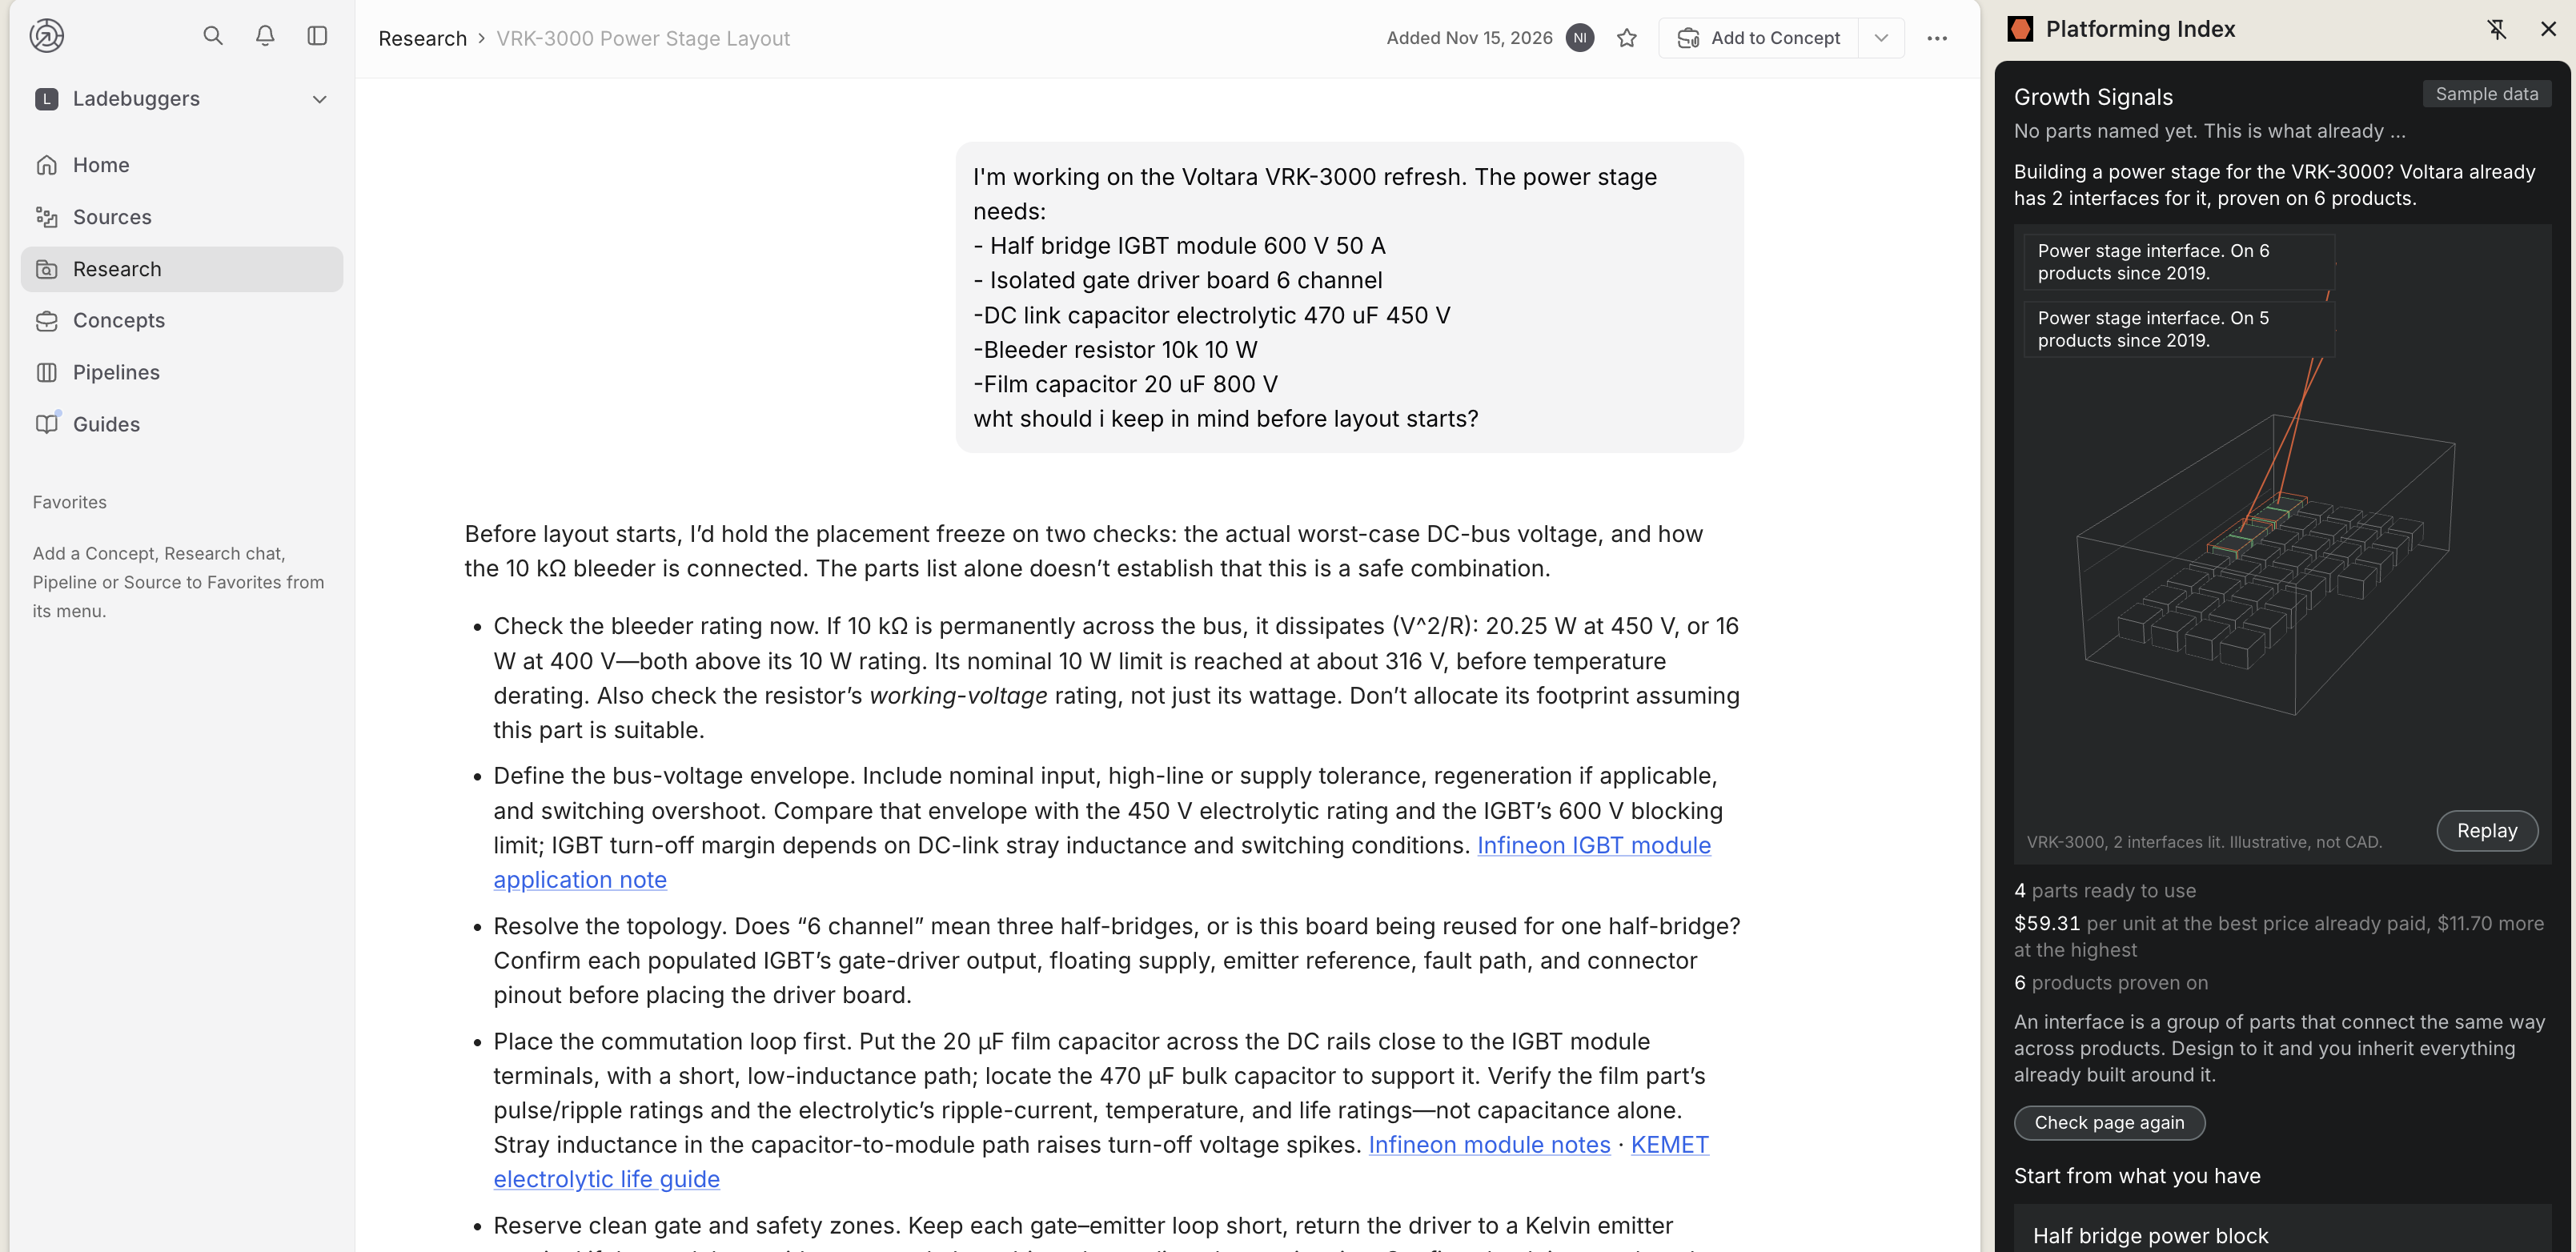 L Ladebuggers
Home
Sources
Research
Concepts
Pipelines
Guides
Favorites
Add a Concept, Research chat,
Pipeline or Source to Favorites from
its menu.
Research › VRK-3000 Power Stage Layout
Added Nov 15, 2026 NI
Add to Concept
I'm working on the Voltara VRK-3000 refresh. The power stage
needs:
- Half bridge IGBT module 600 V 50 A
- Isolated gate driver board 6 channel
-DC link capacitor electrolytic 470 uF 450 V
-Bleeder resistor 10k 10 W
-Film capacitor 20 uF 800 V
wht should i keep in mind before layout starts?
Before layout starts, I’d hold the placement freeze on two checks: the actual worst-case DC-bus voltage, and how
the 10 kΩ bleeder is connected. The parts list alone doesn’t establish that this is a safe combination.
• Check the bleeder rating now. If 10 kΩ is permanently across the bus, it dissipates (V^2/R): 20.25 W at 450 V, or 16
W at 400 V—both above its 10 W rating. Its nominal 10 W limit is reached at about 316 V, before temperature
derating. Also check the resistor’s working-voltage rating, not just its wattage. Don’t allocate its footprint assuming
this part is suitable.
• Define the bus-voltage envelope. Include nominal input, high-line or supply tolerance, regeneration if applicable,
and switching overshoot. Compare that envelope with the 450 V electrolytic rating and the IGBT’s 600 V blocking
limit; IGBT turn-off margin depends on DC-link stray inductance and switching conditions. Infineon IGBT module
application note
• Resolve the topology. Does “6 channel” mean three half-bridges, or is this board being reused for one half-bridge?
Confirm each populated IGBT’s gate-driver output, floating supply, emitter reference, fault path, and connector
pinout before placing the driver board.
• Place the commutation loop first. Put the 20 µF film capacitor across the DC rails close to the IGBT module
terminals, with a short, low-inductance path; locate the 470 µF bulk capacitor to support it. Verify the film part’s
pulse/ripple ratings and the electrolytic’s ripple-current, temperature, and life ratings—not capacitance alone.
Stray inductance in the capacitor-to-module path raises turn-off voltage spikes. Infineon module notes · KEMET
electrolytic life guide
• Reserve clean gate and safety zones. Keep each gate–emitter loop short, return the driver to a Kelvin emitter
Platforming Index
Growth Signals
Sample data
No parts named yet. This is what already ...
Building a power stage for the VRK-3000? Voltara already
has 2 interfaces for it, proven on 6 products.
Power stage interface. On 6
products since 2019.
Power stage interface. On 5
products since 2019.
VRK-3000, 2 interfaces lit. Illustrative, not CAD.
Replay
4 parts ready to use
$59.31 per unit at the best price already paid, $11.70 more
at the highest
6 products proven on
An interface is a group of parts that connect the same way
across products. Design to it and you inherit everything
already built around it.
Check page again
Start from what you have
Half bridge power block